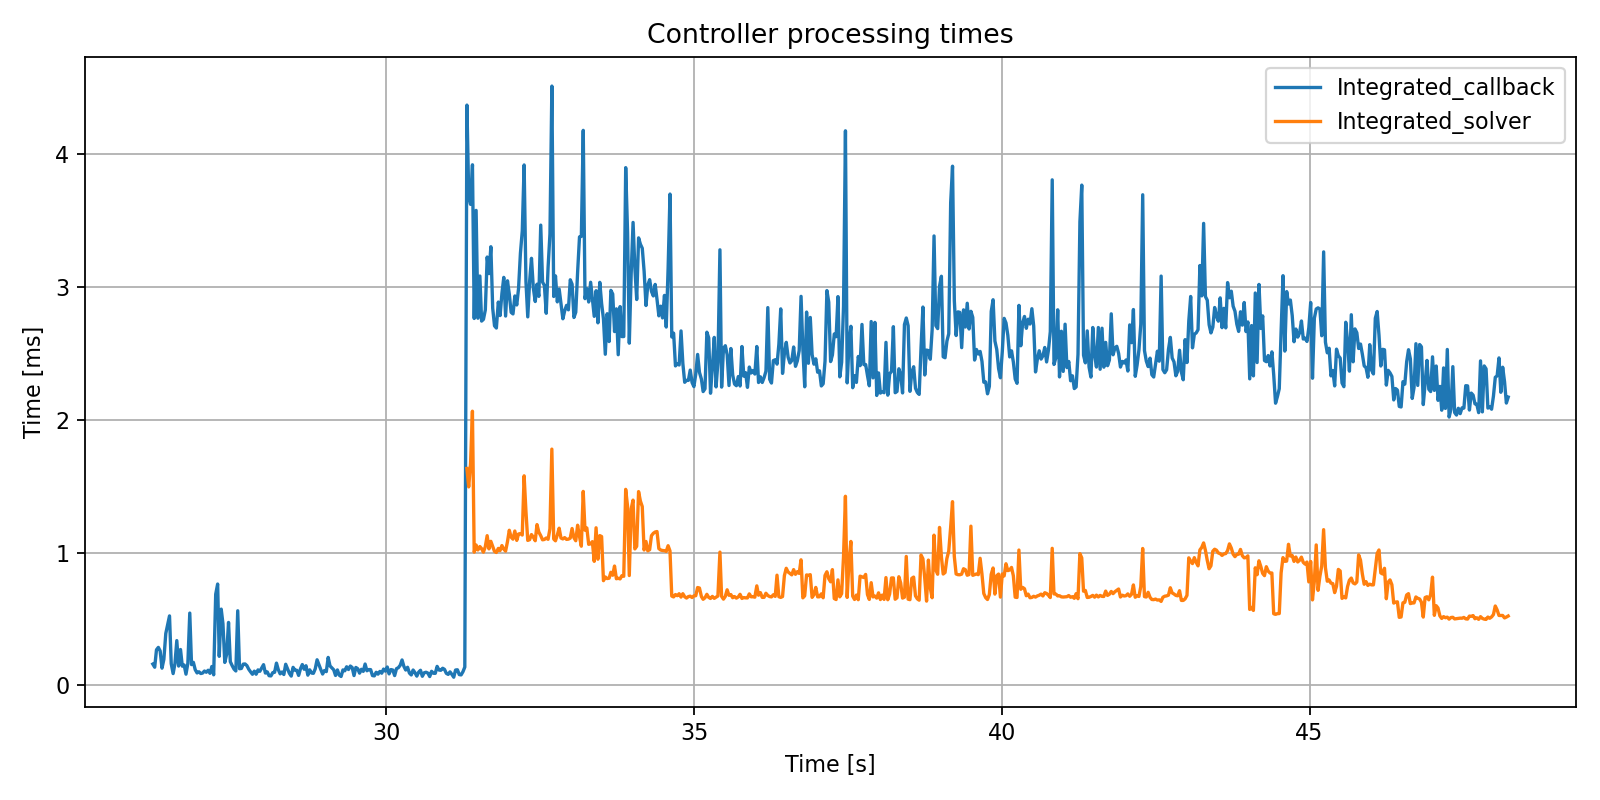 Controller processing times
Integrated_callback
Integrated_solver
Time [ms]
4
3
2
1
0
30
35
40
45
Time [s]